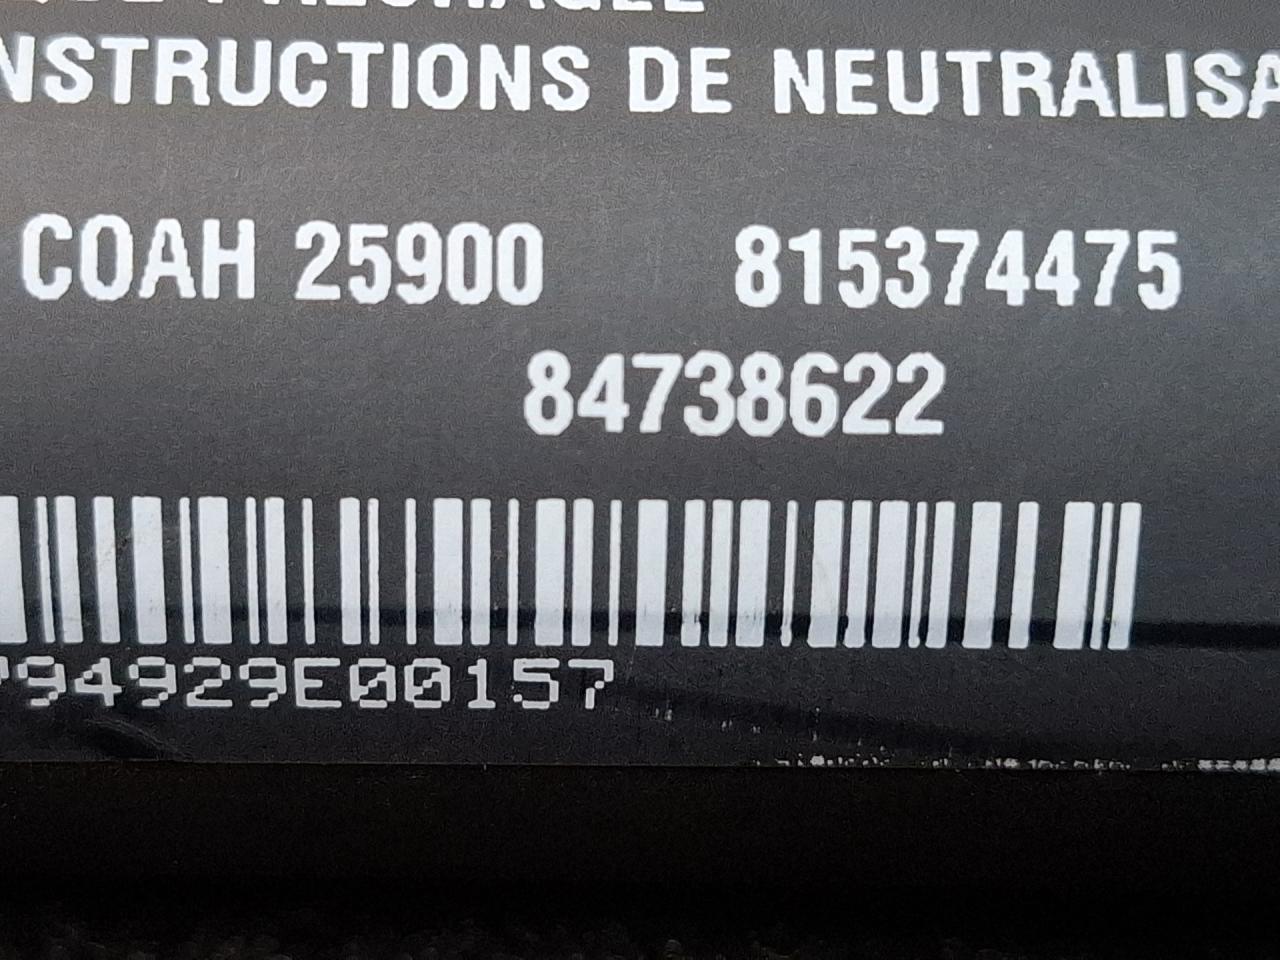 NSTRUCTIONS DE NEUTRALISA
COAH 25900 815374475
84738622
94929E00157